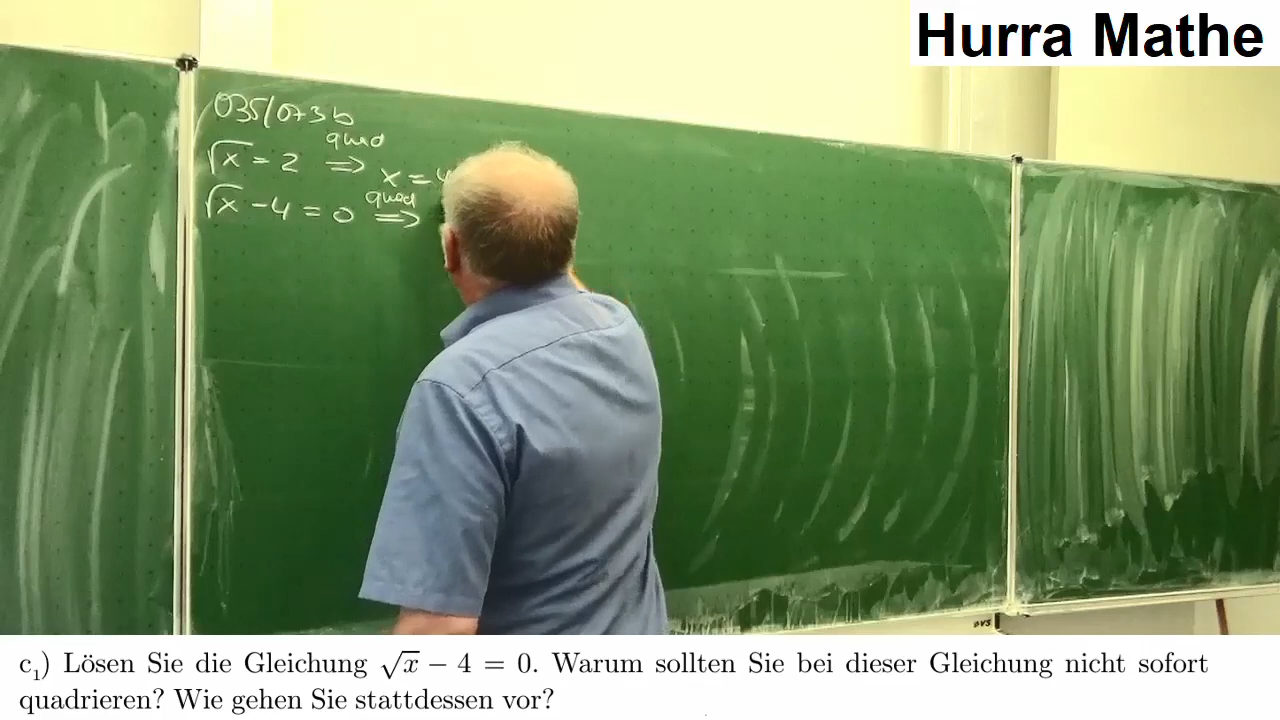 Hurra Mathe
035/073b
quad
√x = 2 ⇒ x = 4
quad
√x - 4 = 0 ⇒
c₁) Lösen Sie die Gleichung √x − 4 = 0. Warum sollten Sie bei dieser Gleichung nicht sofort
quadrieren? Wie gehen Sie stattdessen vor?